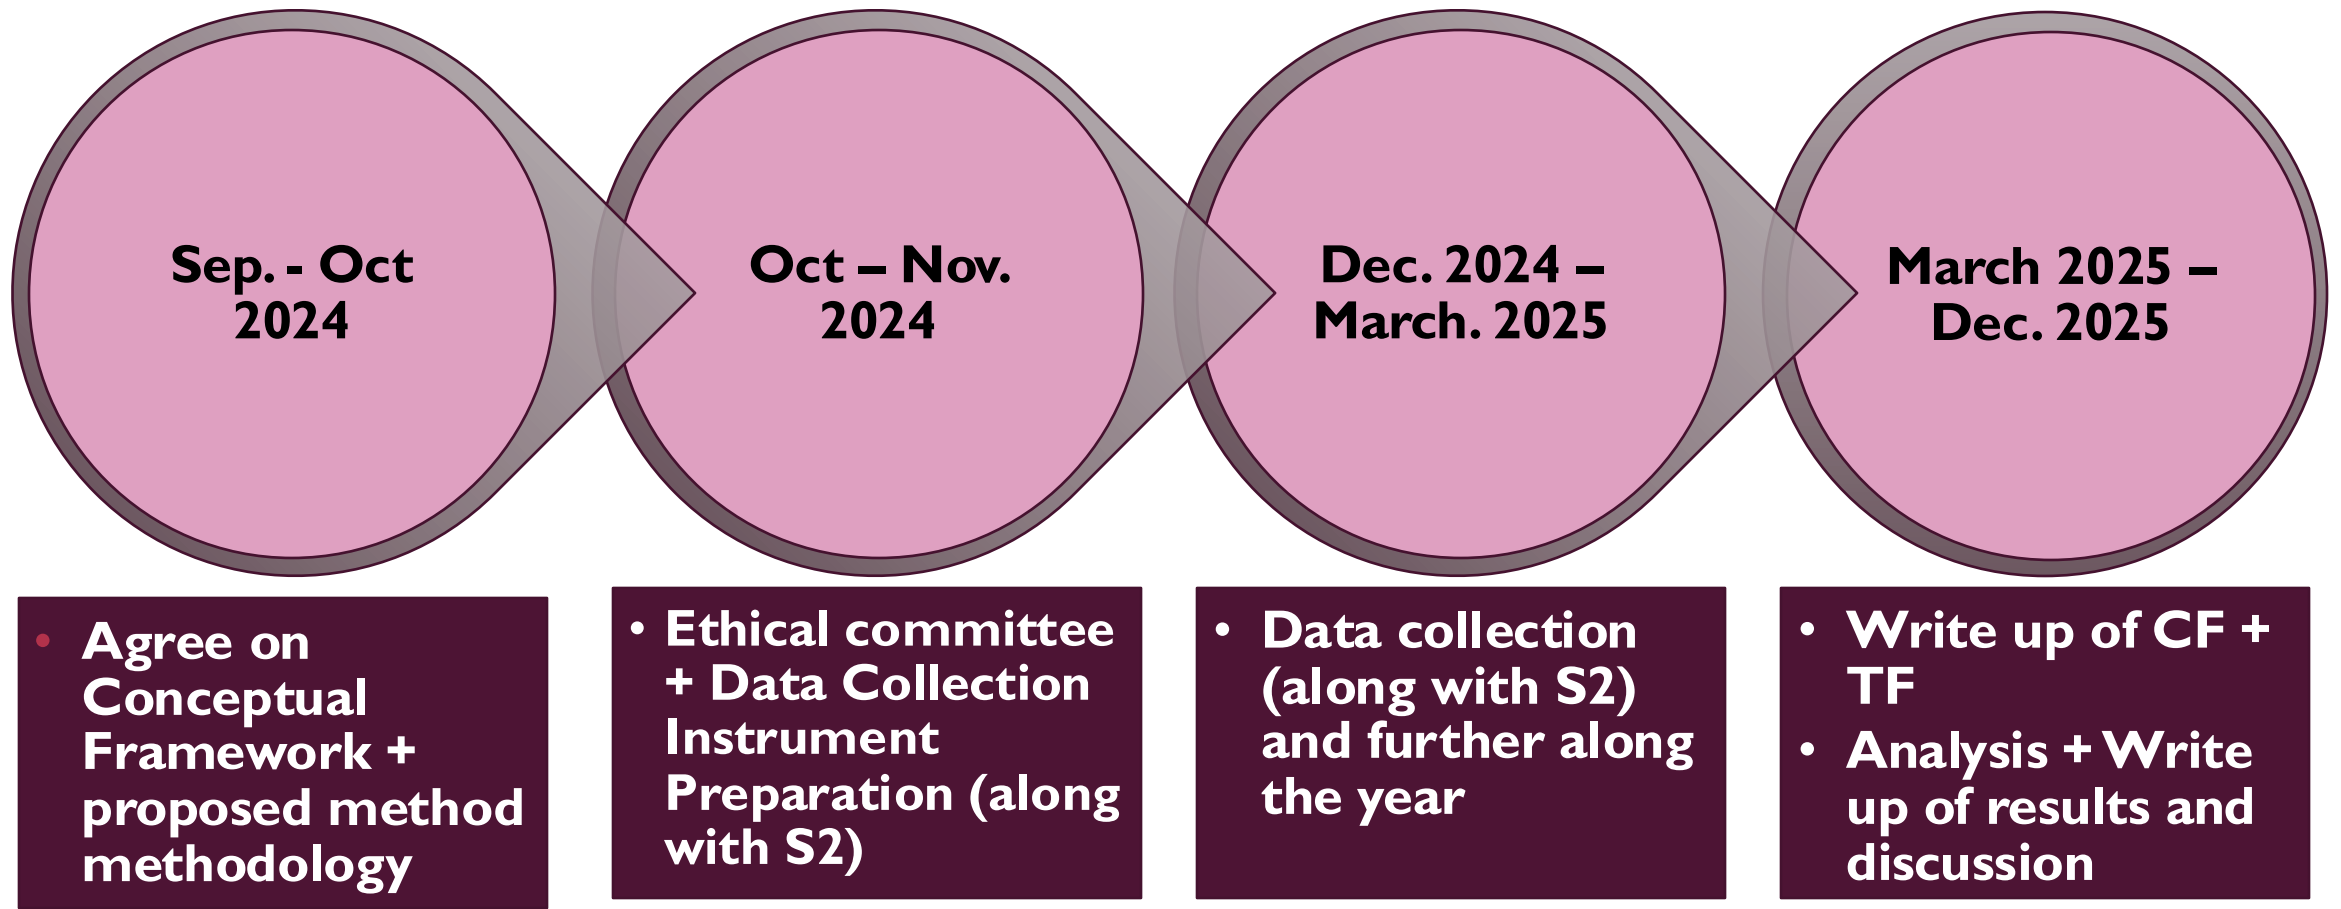 Sep. - Oct
2024
Oct – Nov.
2024
Dec. 2024 –
March. 2025
March 2025 –
Dec. 2025
• Agree on
Conceptual
Framework +
proposed method
methodology
• Ethical committee
+ Data Collection
Instrument
Preparation (along
with S2)
• Data collection
(along with S2)
and further along
the year
• Write up of CF +
TF
• Analysis + Write
up of results and
discussion